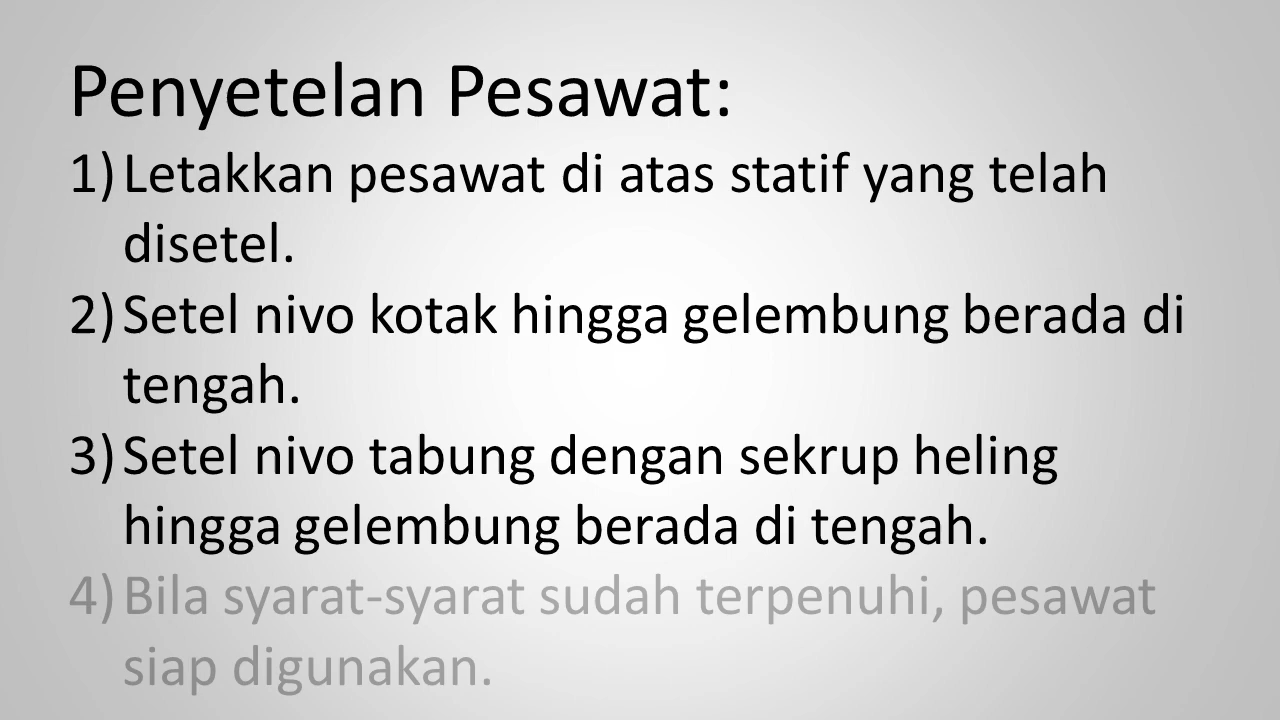 Penyetelan Pesawat:
1) Letakkan pesawat di atas statif yang telah
disetel.
2) Setel nivo kotak hingga gelembung berada di
tengah.
3) Setel nivo tabung dengan sekrup heling
hingga gelembung berada di tengah.
4) Bila syarat-syarat sudah terpenuhi, pesawat
siap digunakan.